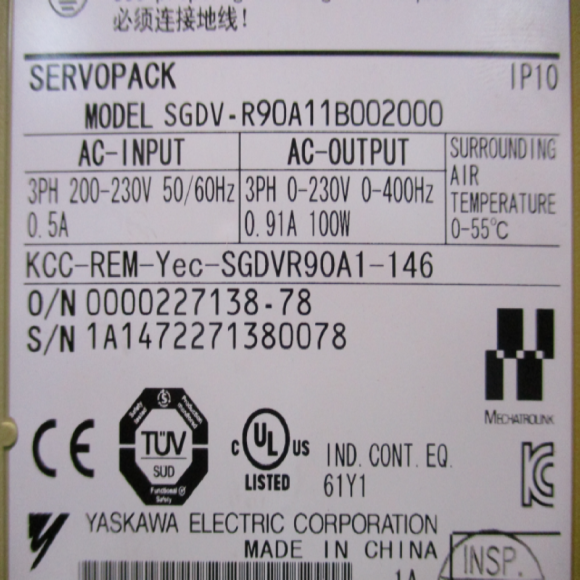 必须连接地线!
SERVOPACK IP10
MODEL SGDV-R90A11B002000
AC-INPUT AC-OUTPUT SURROUNDING AIR TEMPERATURE 0-55℃
3PH 200-230V 50/60Hz 3PH 0-230V 0-400Hz
0.5A 0.91A 100W
KCC-REM-Yec-SGDVR90A1-146
O/N 0000227138-78
S/N 1A1472271380078
MECHATROLINK
CE
TÜV
SUD
Functional
Safety
C UL US
LISTED
IND. CONT. EQ.
61Y1
YASKAWA ELECTRIC CORPORATION
MADE IN CHINA
1A
INSP.